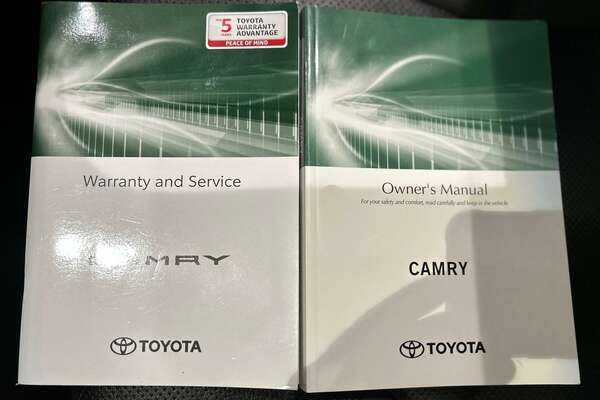 5
YEARS
TOYOTA
WARRANTY
ADVANTAGE
PEACE OF MIND
Warranty and Service
TOYOTA
Owner's Manual
For your safety and comfort, read carefully and keep in the vehicle
CAMRY
TOYOTA